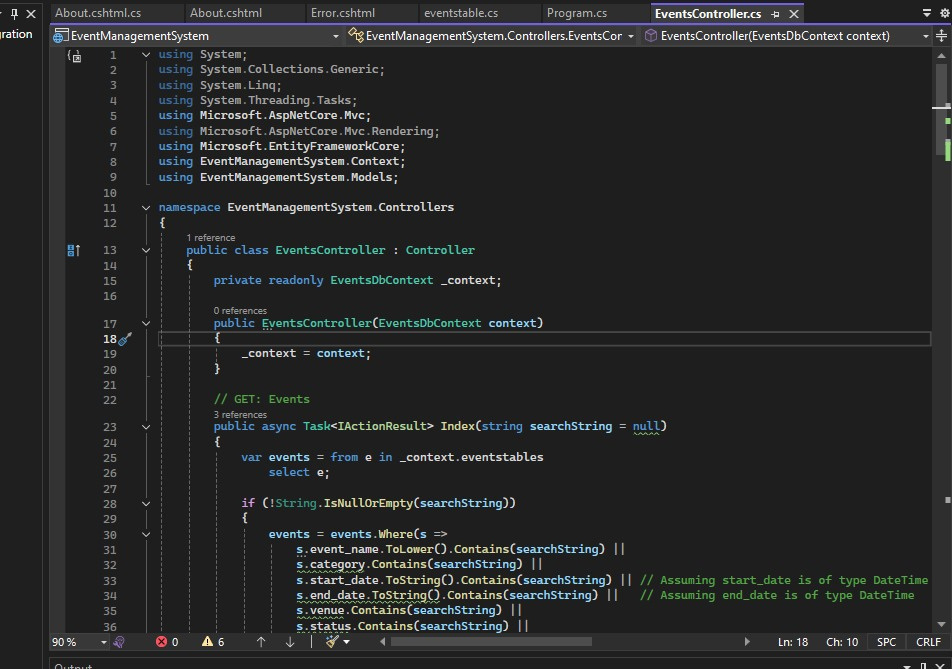 About.cshtml.cs About.cshtml Error.cshtml eventstable.cs Program.cs EventsController.cs
ration
EventManagementSystem EventManagementSystem.Controllers.EventsCor EventsController(EventsDbContext context)
1 using System;
2 using System.Collections.Generic;
3 using System.Linq;
4 using System.Threading.Tasks;
5 using Microsoft.AspNetCore.Mvc;
6 using Microsoft.AspNetCore.Mvc.Rendering;
7 using Microsoft.EntityFrameworkCore;
8 using EventManagementSystem.Context;
9 using EventManagementSystem.Models;
10
11 namespace EventManagementSystem.Controllers
12 {
1 reference
13 public class EventsController : Controller
14 {
15 private readonly EventsDbContext _context;
16
0 references
17 public EventsController(EventsDbContext context)
18 {
19 _context = context;
20 }
21
22 // GET: Events
3 references
23 public async Task<IActionResult> Index(string searchString = null)
24 {
25 var events = from e in _context.eventstables
26 select e;
27
28 if (!String.IsNullOrEmpty(searchString))
29 {
30 events = events.Where(s =>
31 s.event_name.ToLower().Contains(searchString) ||
32 s.category.Contains(searchString) ||
33 s.start_date.ToString().Contains(searchString) || // Assuming start_date is of type DateTime
34 s.end_date.ToString().Contains(searchString) || // Assuming end_date is of type DateTime
35 s.venue.Contains(searchString) ||
36 s.status.Contains(searchString) ||
90 % 0 6 Ln: 18 Ch: 10 SPC CRLF
Output